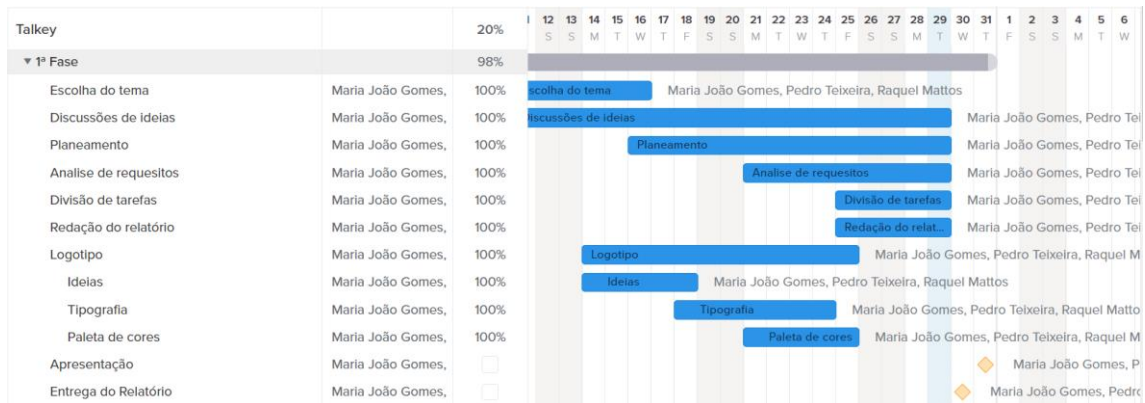 Talkey 20% 12 13 14 15 16 17 18 19 20 21 22 23 24 25 26 27 28 29 30 31 1 2 3 4 5 6
S S M T W T F S S M T W T F S S M T W T F S S M T W
1ª Fase 98%
Escolha do tema Maria João Gomes, 100% scolha do tema Maria João Gomes, Pedro Teixeira, Raquel Mattos
Discussões de ideias Maria João Gomes, 100% iscussões de ideias Maria João Gomes, Pedro Tei
Planeamento Maria João Gomes, 100% Planeamento Maria João Gomes, Pedro Tei
Analise de requesitos Maria João Gomes, 100% Analise de requesitos Maria João Gomes, Pedro Tei
Divisão de tarefas Maria João Gomes, 100% Divisão de tarefas Maria João Gomes, Pedro Tei
Redação do relatório Maria João Gomes, 100% Redação do relat... Maria João Gomes, Pedro Tei
Logotipo Maria João Gomes, 100% Logotipo Maria João Gomes, Pedro Teixeira, Raquel M
Ideias Maria João Gomes, 100% Ideias Maria João Gomes, Pedro Teixeira, Raquel Mattos
Tipografia Maria João Gomes, 100% Tipografia Maria João Gomes, Pedro Teixeira, Raquel Matto
Paleta de cores Maria João Gomes, 100% Paleta de cores Maria João Gomes, Pedro Teixeira, Raquel M
Apresentação Maria João Gomes, Maria João Gomes, P
Entrega do Relatório Maria João Gomes, Maria João Gomes, Pedro